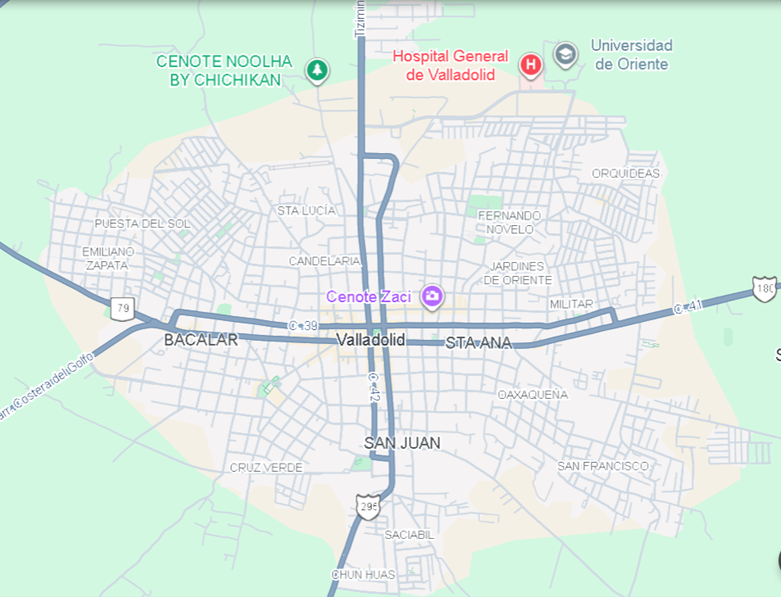 Tizimín
Universidad
de Oriente
Hospital General
de Valladolid
CENOTE NOOLHA
BY CHICHIKAN
ORQUIDEAS
STA LUCÍA
PUESTA DEL SOL
FERNANDO
NOVELO
EMILIANO
ZAPATA
CANDELARIA
JARDINES
DE ORIENTE
Cenote Zaci
180
MILITAR
79
C. 41
C. 39
BACALAR
Valladolid
STA ANA
S
Costera del Golfo
C. 42
OAXAQUEÑA
SAN JUAN
CRUZ VERDE
SAN FRANCISCO
295
SACIABIL
CHUN HUAS